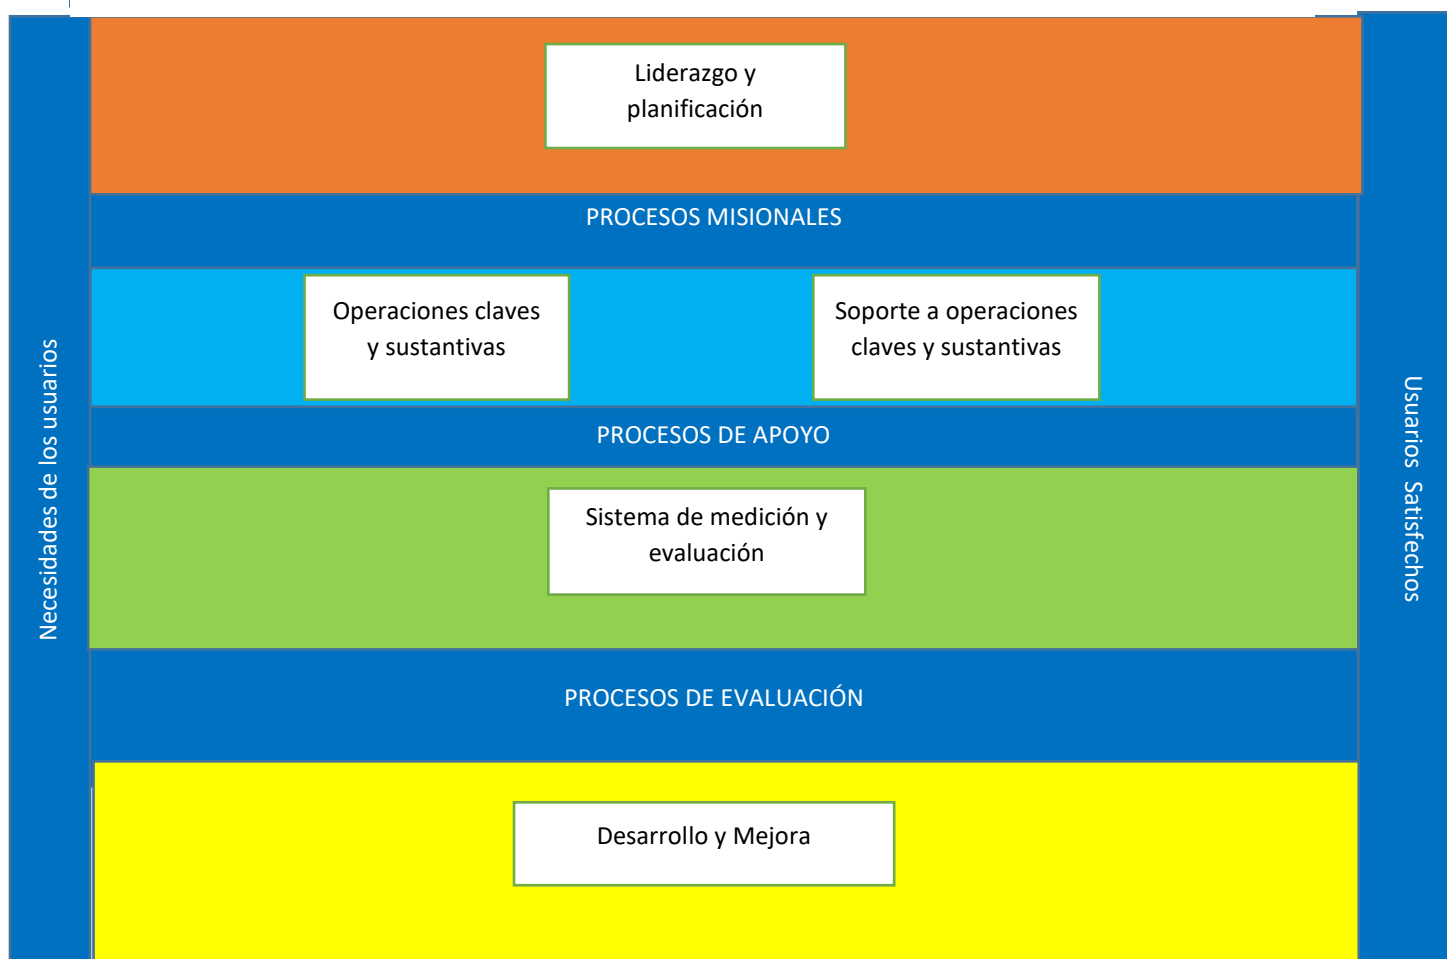 Liderazgo y
planificación
PROCESOS MISIONALES
Operaciones claves
y sustantivas
Soporte a operaciones
claves y sustantivas
PROCESOS DE APOYO
Sistema de medición y
evaluación
PROCESOS DE EVALUACIÓN
Desarrollo y Mejora
Necesidades de los usuarios
Usuarios Satisfechos